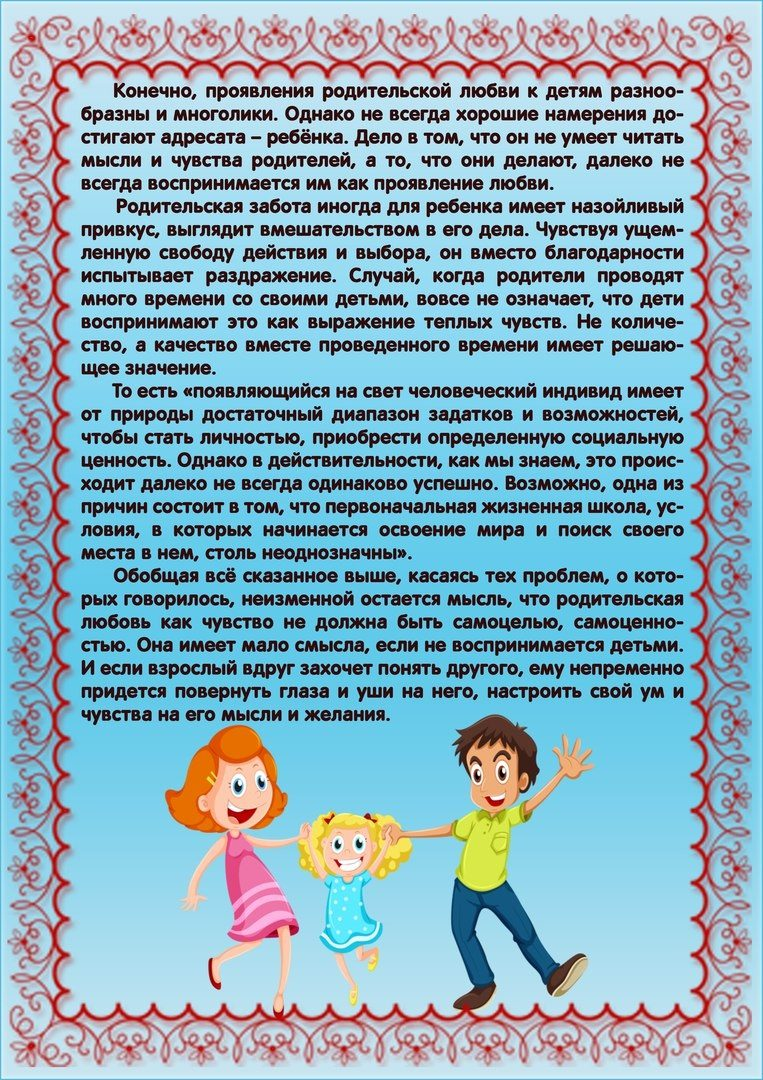 Конечно, проявления родительской любви к детям разноо-
бразны и многолики. Однако не всегда хорошие намерения до-
стигают адресата – ребёнка. Дело в том, что он не умеет читать
мысли и чувства родителей, а то, что они делают, далеко не
всегда воспринимается им как проявление любви.
Родительская забота иногда для ребенка имеет назойливый
привкус, выглядит вмешательством в его дела. Чувствуя ущем-
ленную свободу действия и выбора, он вместо благодарности
испытывает раздражение. Случай, когда родители проводят
много времени со своими детьми, вовсе не означает, что дети
воспринимают это как выражение теплых чувств. Не количе-
ство, а качество вместе проведенного времени имеет решаю-
щее значение.
То есть «появляющийся на свет человеческий индивид имеет
от природы достаточный диапазон задатков и возможностей,
чтобы стать личностью, приобрести определенную социальную
ценность. Однако в действительности, как мы знаем, это проис-
ходит далеко не всегда одинаково успешно. Возможно, одна из
причин состоит в том, что первоначальная жизненная школа, ус-
ловия, в которых начинается освоение мира и поиск своего
места в нем, столь неоднозначны».
Обобщая всё сказанное выше, касаясь тех проблем, о кото-
рых говорилось, неизменной остается мысль, что родительская
любовь как чувство не должна быть самоцелью, самоценно-
стью. Она имеет мало смысла, если не воспринимается детьми.
И если взрослый вдруг захочет понять другого, ему непременно
придется повернуть глаза и уши на него, настроить свой ум и
чувства на его мысли и желания.